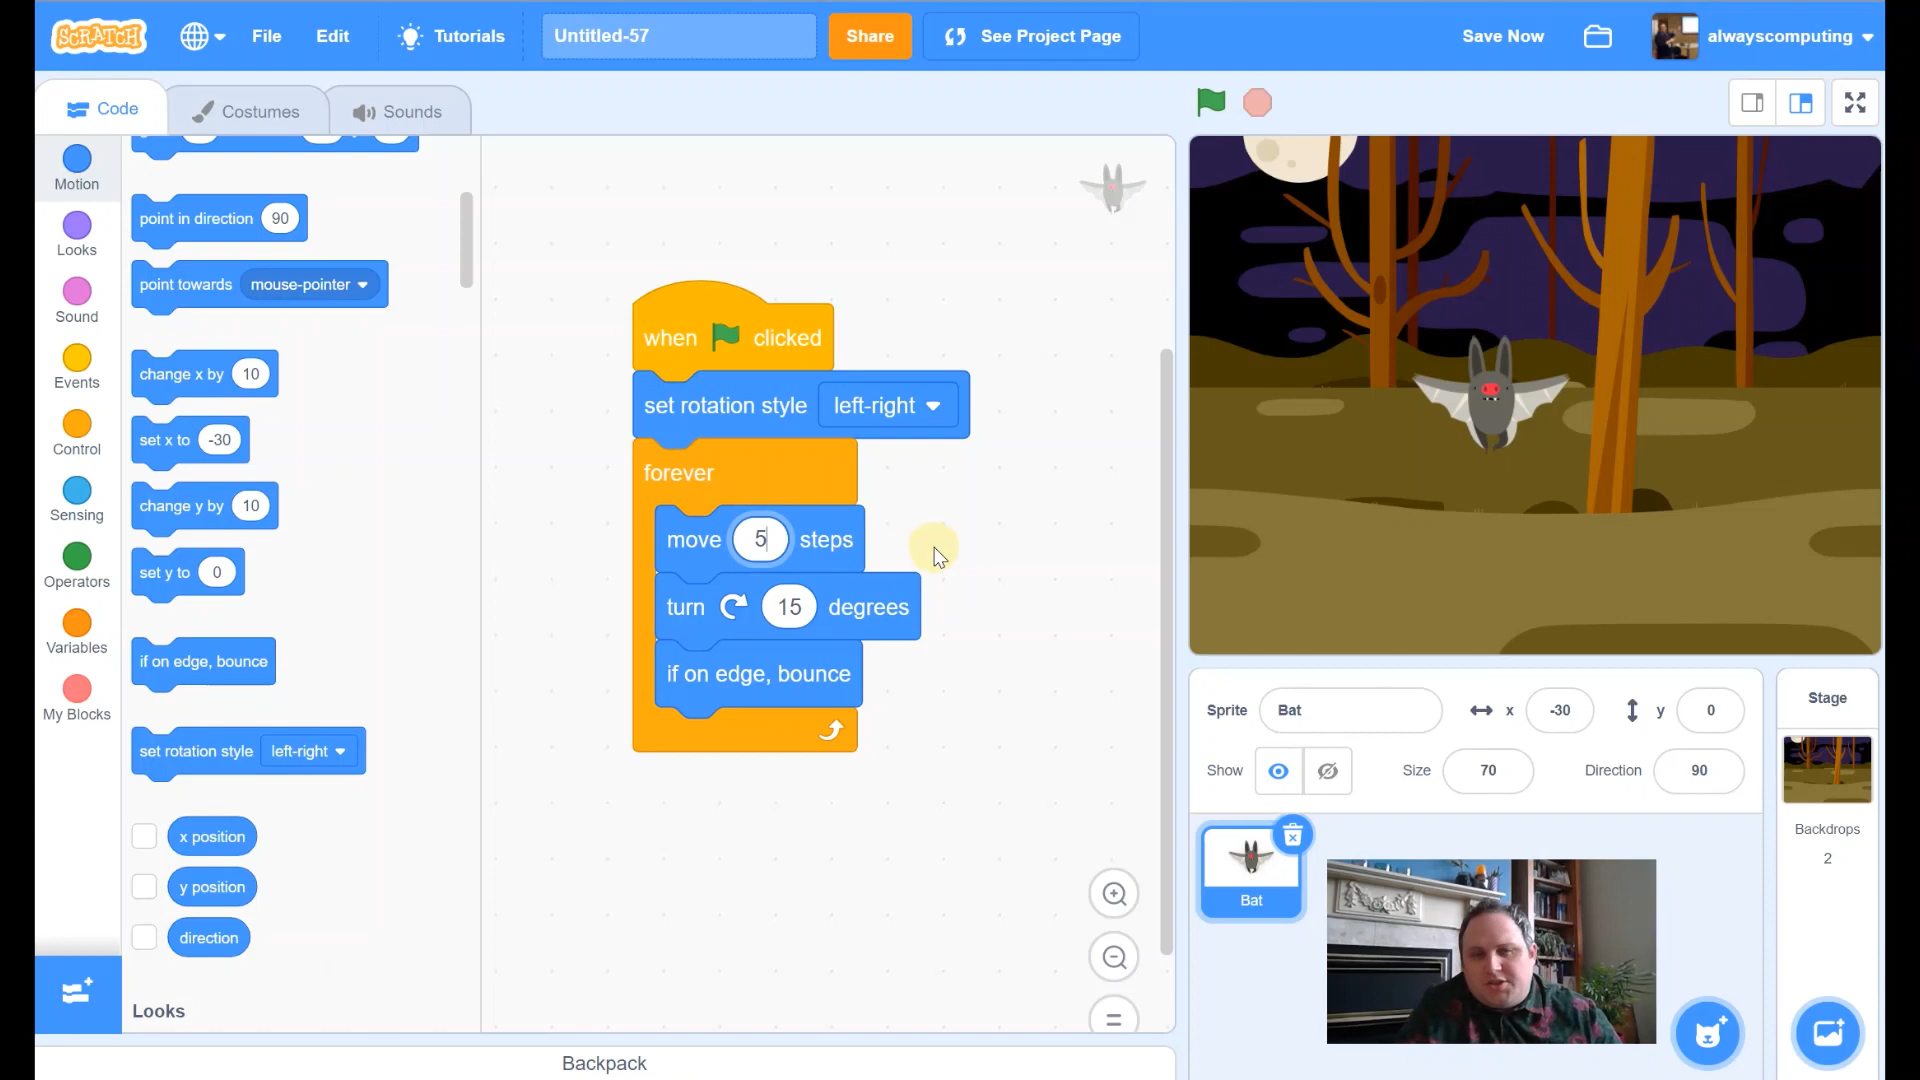 SCRATCH File Edit Tutorials Untitled-57 Share See Project Page Save Now alwayscomputing
Code Costumes Sounds
Motion
Looks
Sound
Events
Control
Sensing
Operators
Variables
My Blocks
point in direction 90
point towards mouse-pointer
change x by 10
set x to -30
change y by 10
set y to 0
if on edge, bounce
set rotation style left-right
x position
y position
direction
Looks
when clicked
set rotation style left-right
forever
move 5 steps
turn 15 degrees
if on edge, bounce
Backpack
Sprite Bat x -30 y 0
Show Size 70 Direction 90
Bat
Stage
Backdrops
2